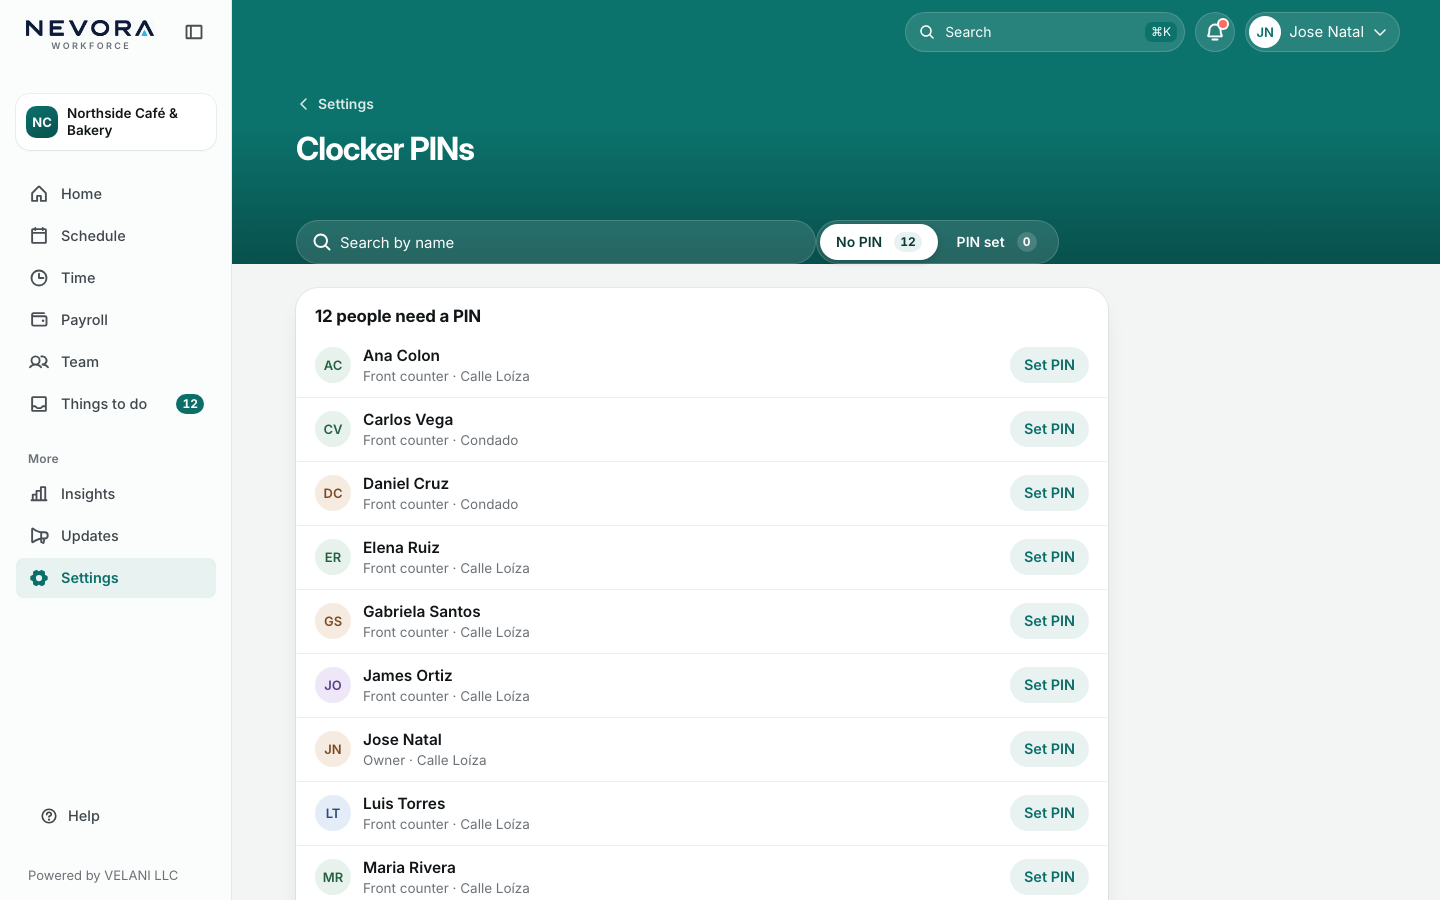 NEVORA
WORKFORCE
Search
⌘K
JN
Jose Natal
NC
Northside Café &
Bakery
Home
Schedule
Time
Payroll
Team
Things to do
12
More
Insights
Updates
Settings
Help
Powered by VELANI LLC
Settings
Clocker PINs
Search by name
No PIN 12
PIN set 0
12 people need a PIN
AC
Ana Colon
Front counter · Calle Loíza
Set PIN
CV
Carlos Vega
Front counter · Condado
Set PIN
DC
Daniel Cruz
Front counter · Condado
Set PIN
ER
Elena Ruiz
Front counter · Calle Loíza
Set PIN
GS
Gabriela Santos
Front counter · Calle Loíza
Set PIN
JO
James Ortiz
Front counter · Calle Loíza
Set PIN
JN
Jose Natal
Owner · Calle Loíza
Set PIN
LT
Luis Torres
Front counter · Calle Loíza
Set PIN
MR
Maria Rivera
Front counter · Calle Loíza
Set PIN